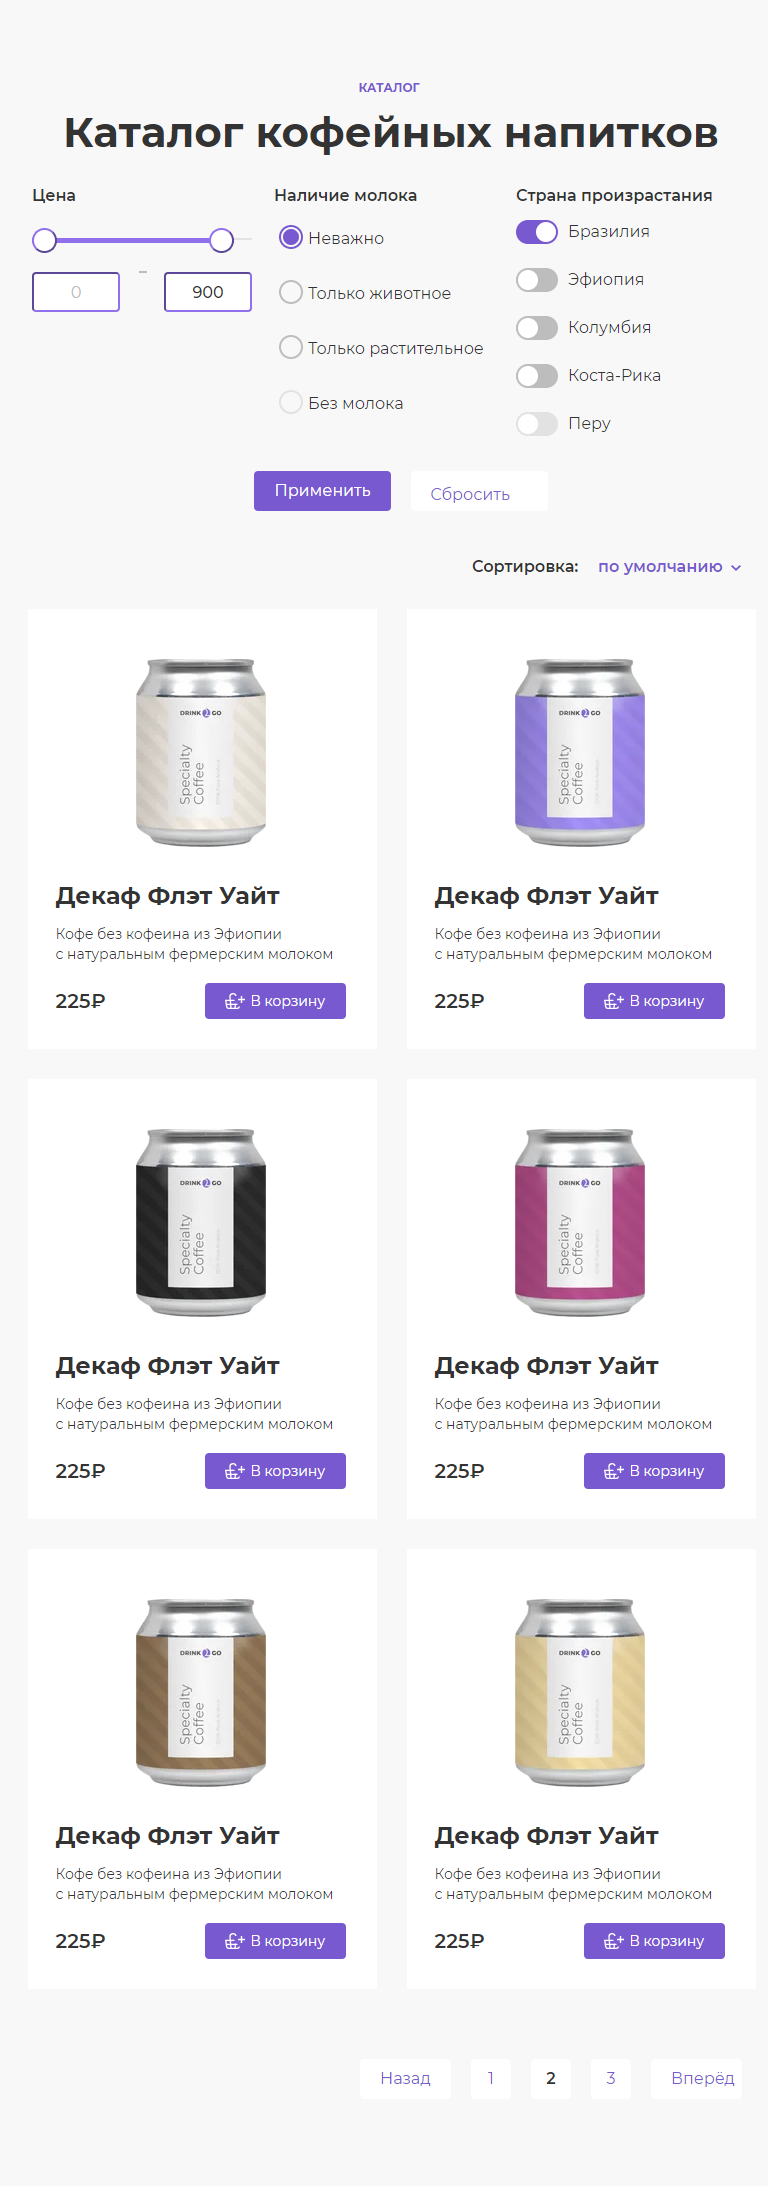 КАТАЛОГ
Каталог кофейных напитков
Цена
0
–
900
Наличие молока
Неважно
Только животное
Только растительное
Без молока
Страна произрастания
Бразилия
Эфиопия
Колумбия
Коста-Рика
Перу
Применить
Сбросить
Сортировка: по умолчанию
DRINK 2 GO
Specialty
Coffee
Декаф Флэт Уайт
Кофе без кофеина из Эфиопии
с натуральным фермерским молоком
225₽
В корзину
DRINK 2 GO
Specialty
Coffee
Декаф Флэт Уайт
Кофе без кофеина из Эфиопии
с натуральным фермерским молоком
225₽
В корзину
DRINK 2 GO
Specialty
Coffee
Декаф Флэт Уайт
Кофе без кофеина из Эфиопии
с натуральным фермерским молоком
225₽
В корзину
DRINK 2 GO
Specialty
Coffee
Декаф Флэт Уайт
Кофе без кофеина из Эфиопии
с натуральным фермерским молоком
225₽
В корзину
DRINK 2 GO
Specialty
Coffee
Декаф Флэт Уайт
Кофе без кофеина из Эфиопии
с натуральным фермерским молоком
225₽
В корзину
DRINK 2 GO
Specialty
Coffee
Декаф Флэт Уайт
Кофе без кофеина из Эфиопии
с натуральным фермерским молоком
225₽
В корзину
Назад 1 2 3 Вперёд